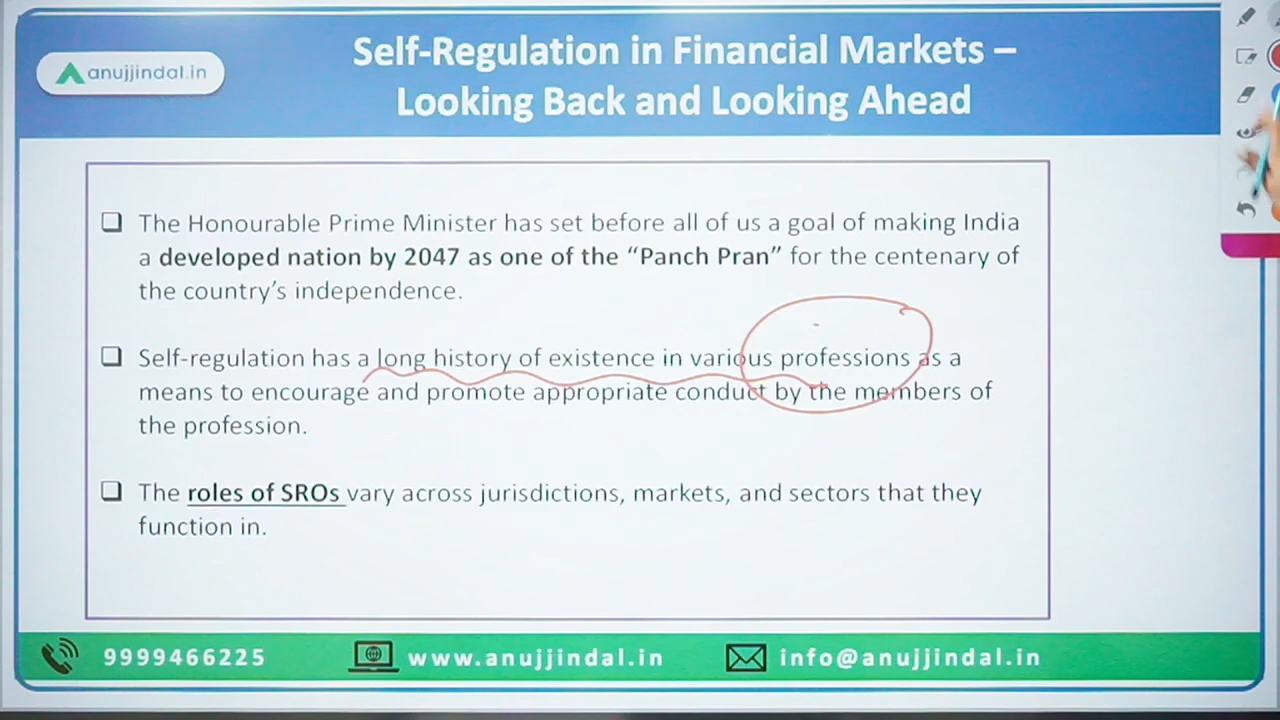 anujjindal.in
Self-Regulation in Financial Markets –
Looking Back and Looking Ahead
❑ The Honourable Prime Minister has set before all of us a goal of making India
a developed nation by 2047 as one of the “Panch Pran” for the centenary of
the country’s independence.
❑ Self-regulation has a long history of existence in various professions as a
means to encourage and promote appropriate conduct by the members of
the profession.
❑ The roles of SROs vary across jurisdictions, markets, and sectors that they
function in.
9999466225
www.anujjindal.in
info@anujjindal.in